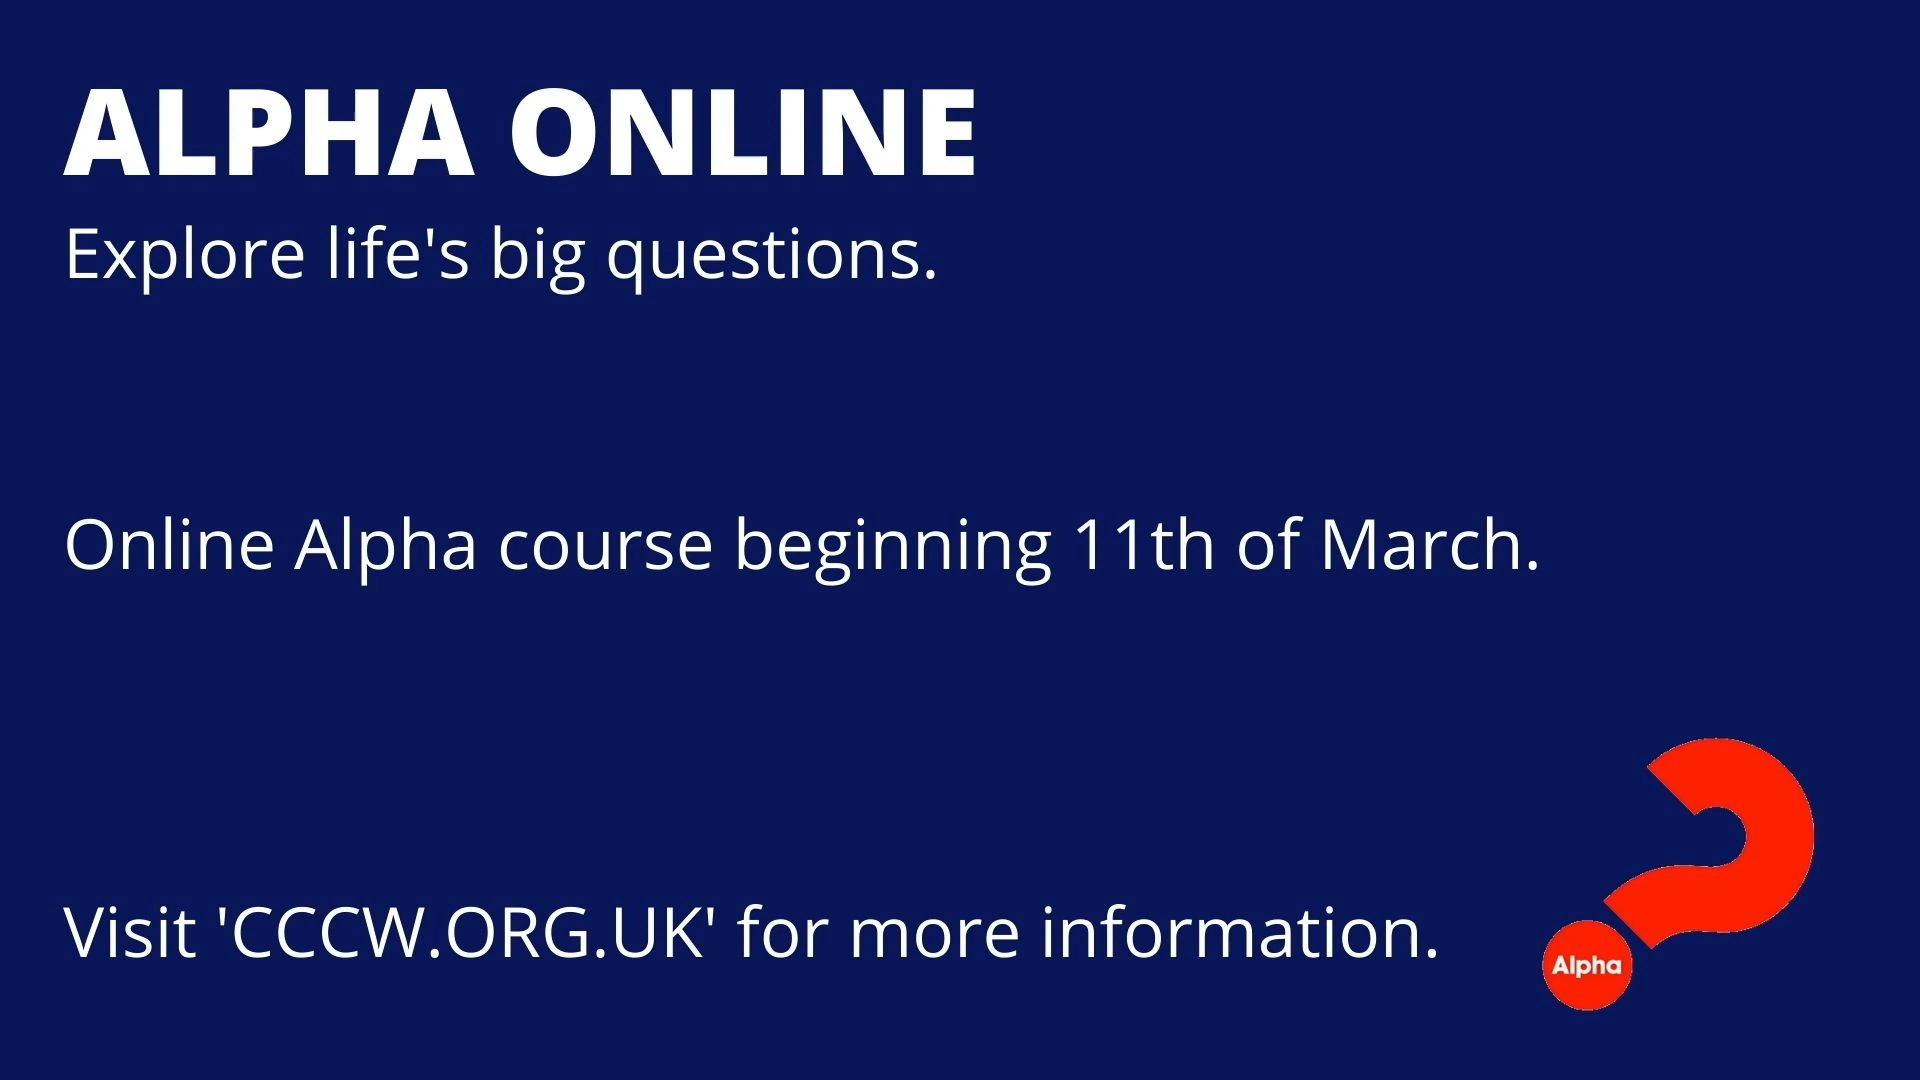 ALPHA ONLINE
Explore life's big questions.
Online Alpha course beginning 11th of March.
Visit 'CCCW.ORG.UK' for more information.
Alpha